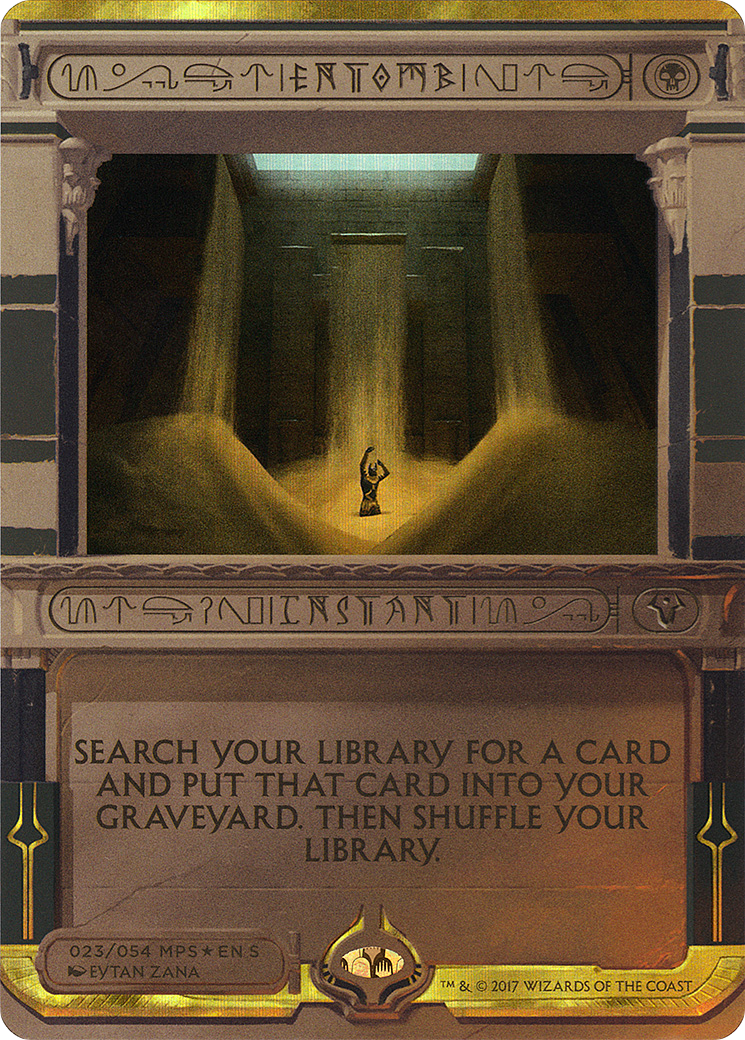 ENTOMB
INSTANT
SEARCH YOUR LIBRARY FOR A CARD
AND PUT THAT CARD INTO YOUR
GRAVEYARD. THEN SHUFFLE YOUR
LIBRARY.
023/054 MPS★EN S
EYTAN ZANA
™ & © 2017 WIZARDS OF THE COAST